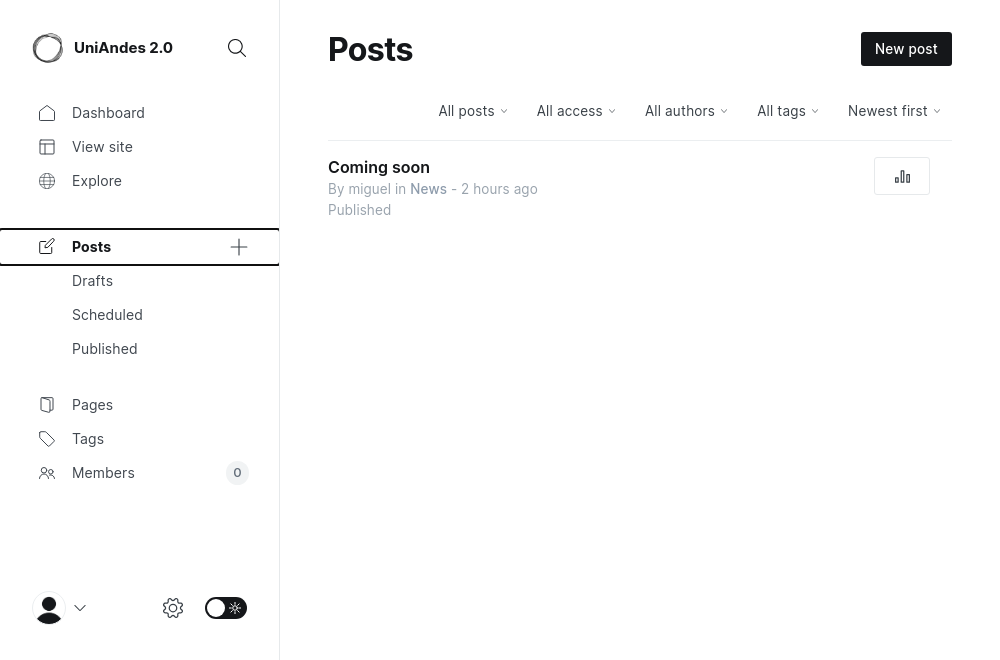 UniAndes 2.0
Dashboard
View site
Explore
Posts
Drafts
Scheduled
Published
Pages
Tags
Members 0
Posts
New post
All posts All access All authors All tags Newest first
Coming soon
By miguel in News - 2 hours ago
Published